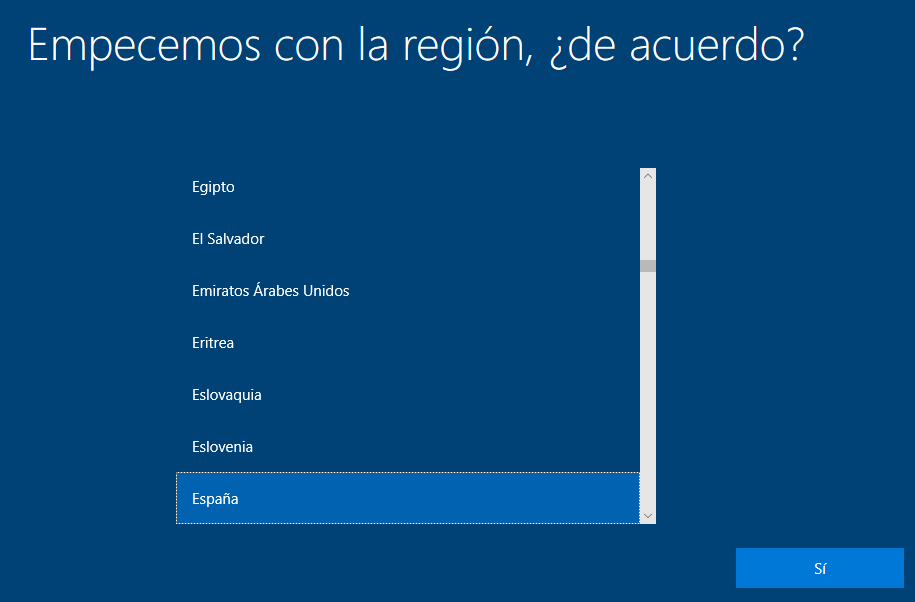 Empecemos con la región, ¿de acuerdo?
Egipto
El Salvador
Emiratos Árabes Unidos
Eritrea
Eslovaquia
Eslovenia
España
Sí